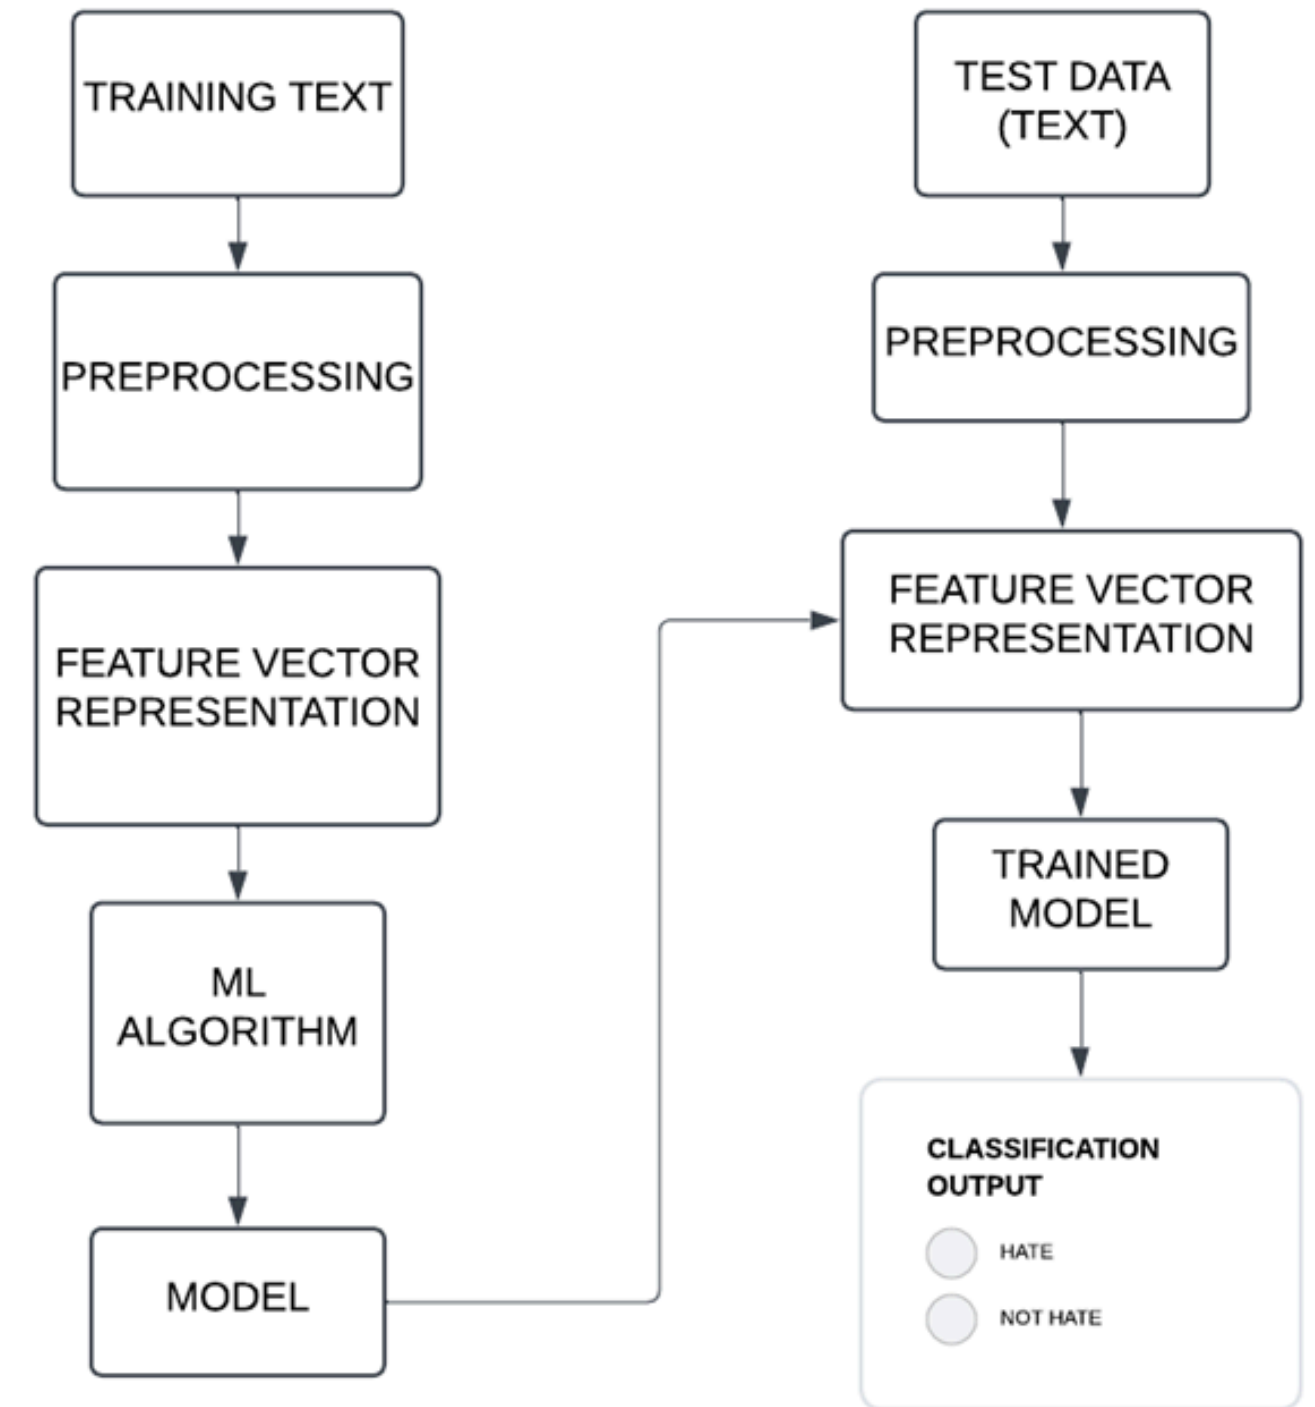 TRAINING TEXT
PREPROCESSING
FEATURE VECTOR
REPRESENTATION
ML
ALGORITHM
MODEL
TEST DATA
(TEXT)
PREPROCESSING
FEATURE VECTOR
REPRESENTATION
TRAINED
MODEL
CLASSIFICATION
OUTPUT
HATE
NOT HATE